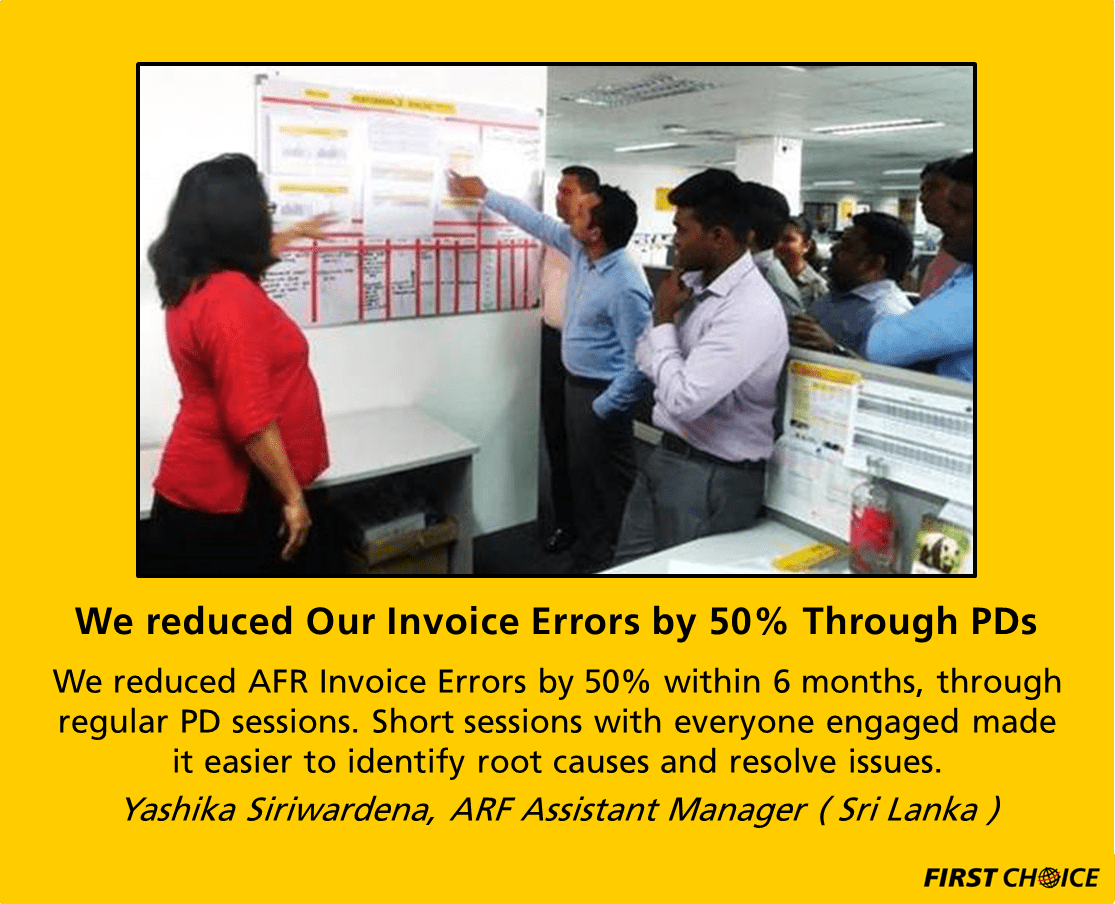 PERFORMANCE
We reduced Our Invoice Errors by 50% Through PDs
We reduced AFR Invoice Errors by 50% within 6 months, through
regular PD sessions. Short sessions with everyone engaged made
it easier to identify root causes and resolve issues.
Yashika Siriwardena, ARF Assistant Manager ( Sri Lanka )
FIRST CHOICE